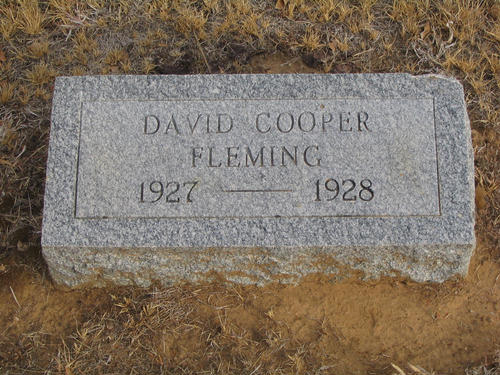 DAVID COOPER
FLEMING
1927 — 1928